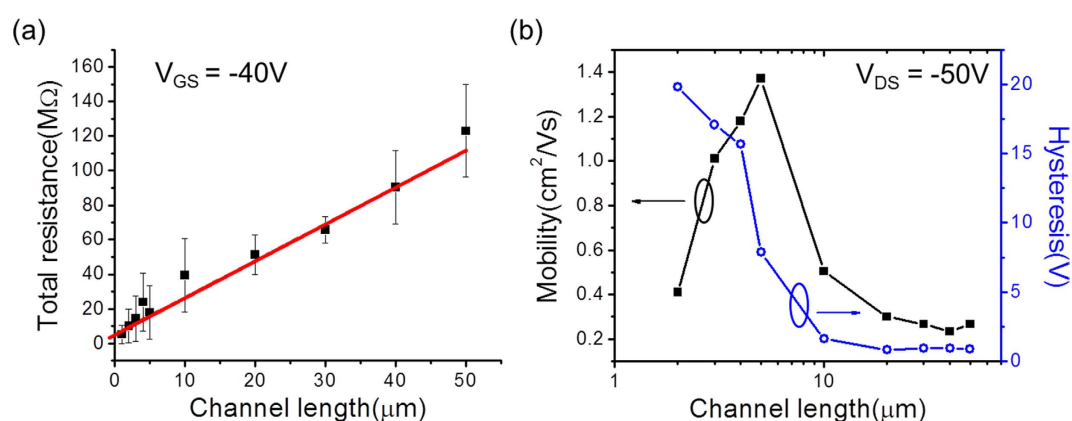 (a)
V_GS = -40V
Total resistance(MΩ)
160
140
120
100
80
60
40
20
0
0 10 20 30 40 50
Channel length(μm)
(b)
V_DS = -50V
Mobility(cm²/Vs)
1.4
1.2
1.0
0.8
0.6
0.4
0.2
1 10
Channel length(μm)
20
15
10
5
0
Hysteresis(V)